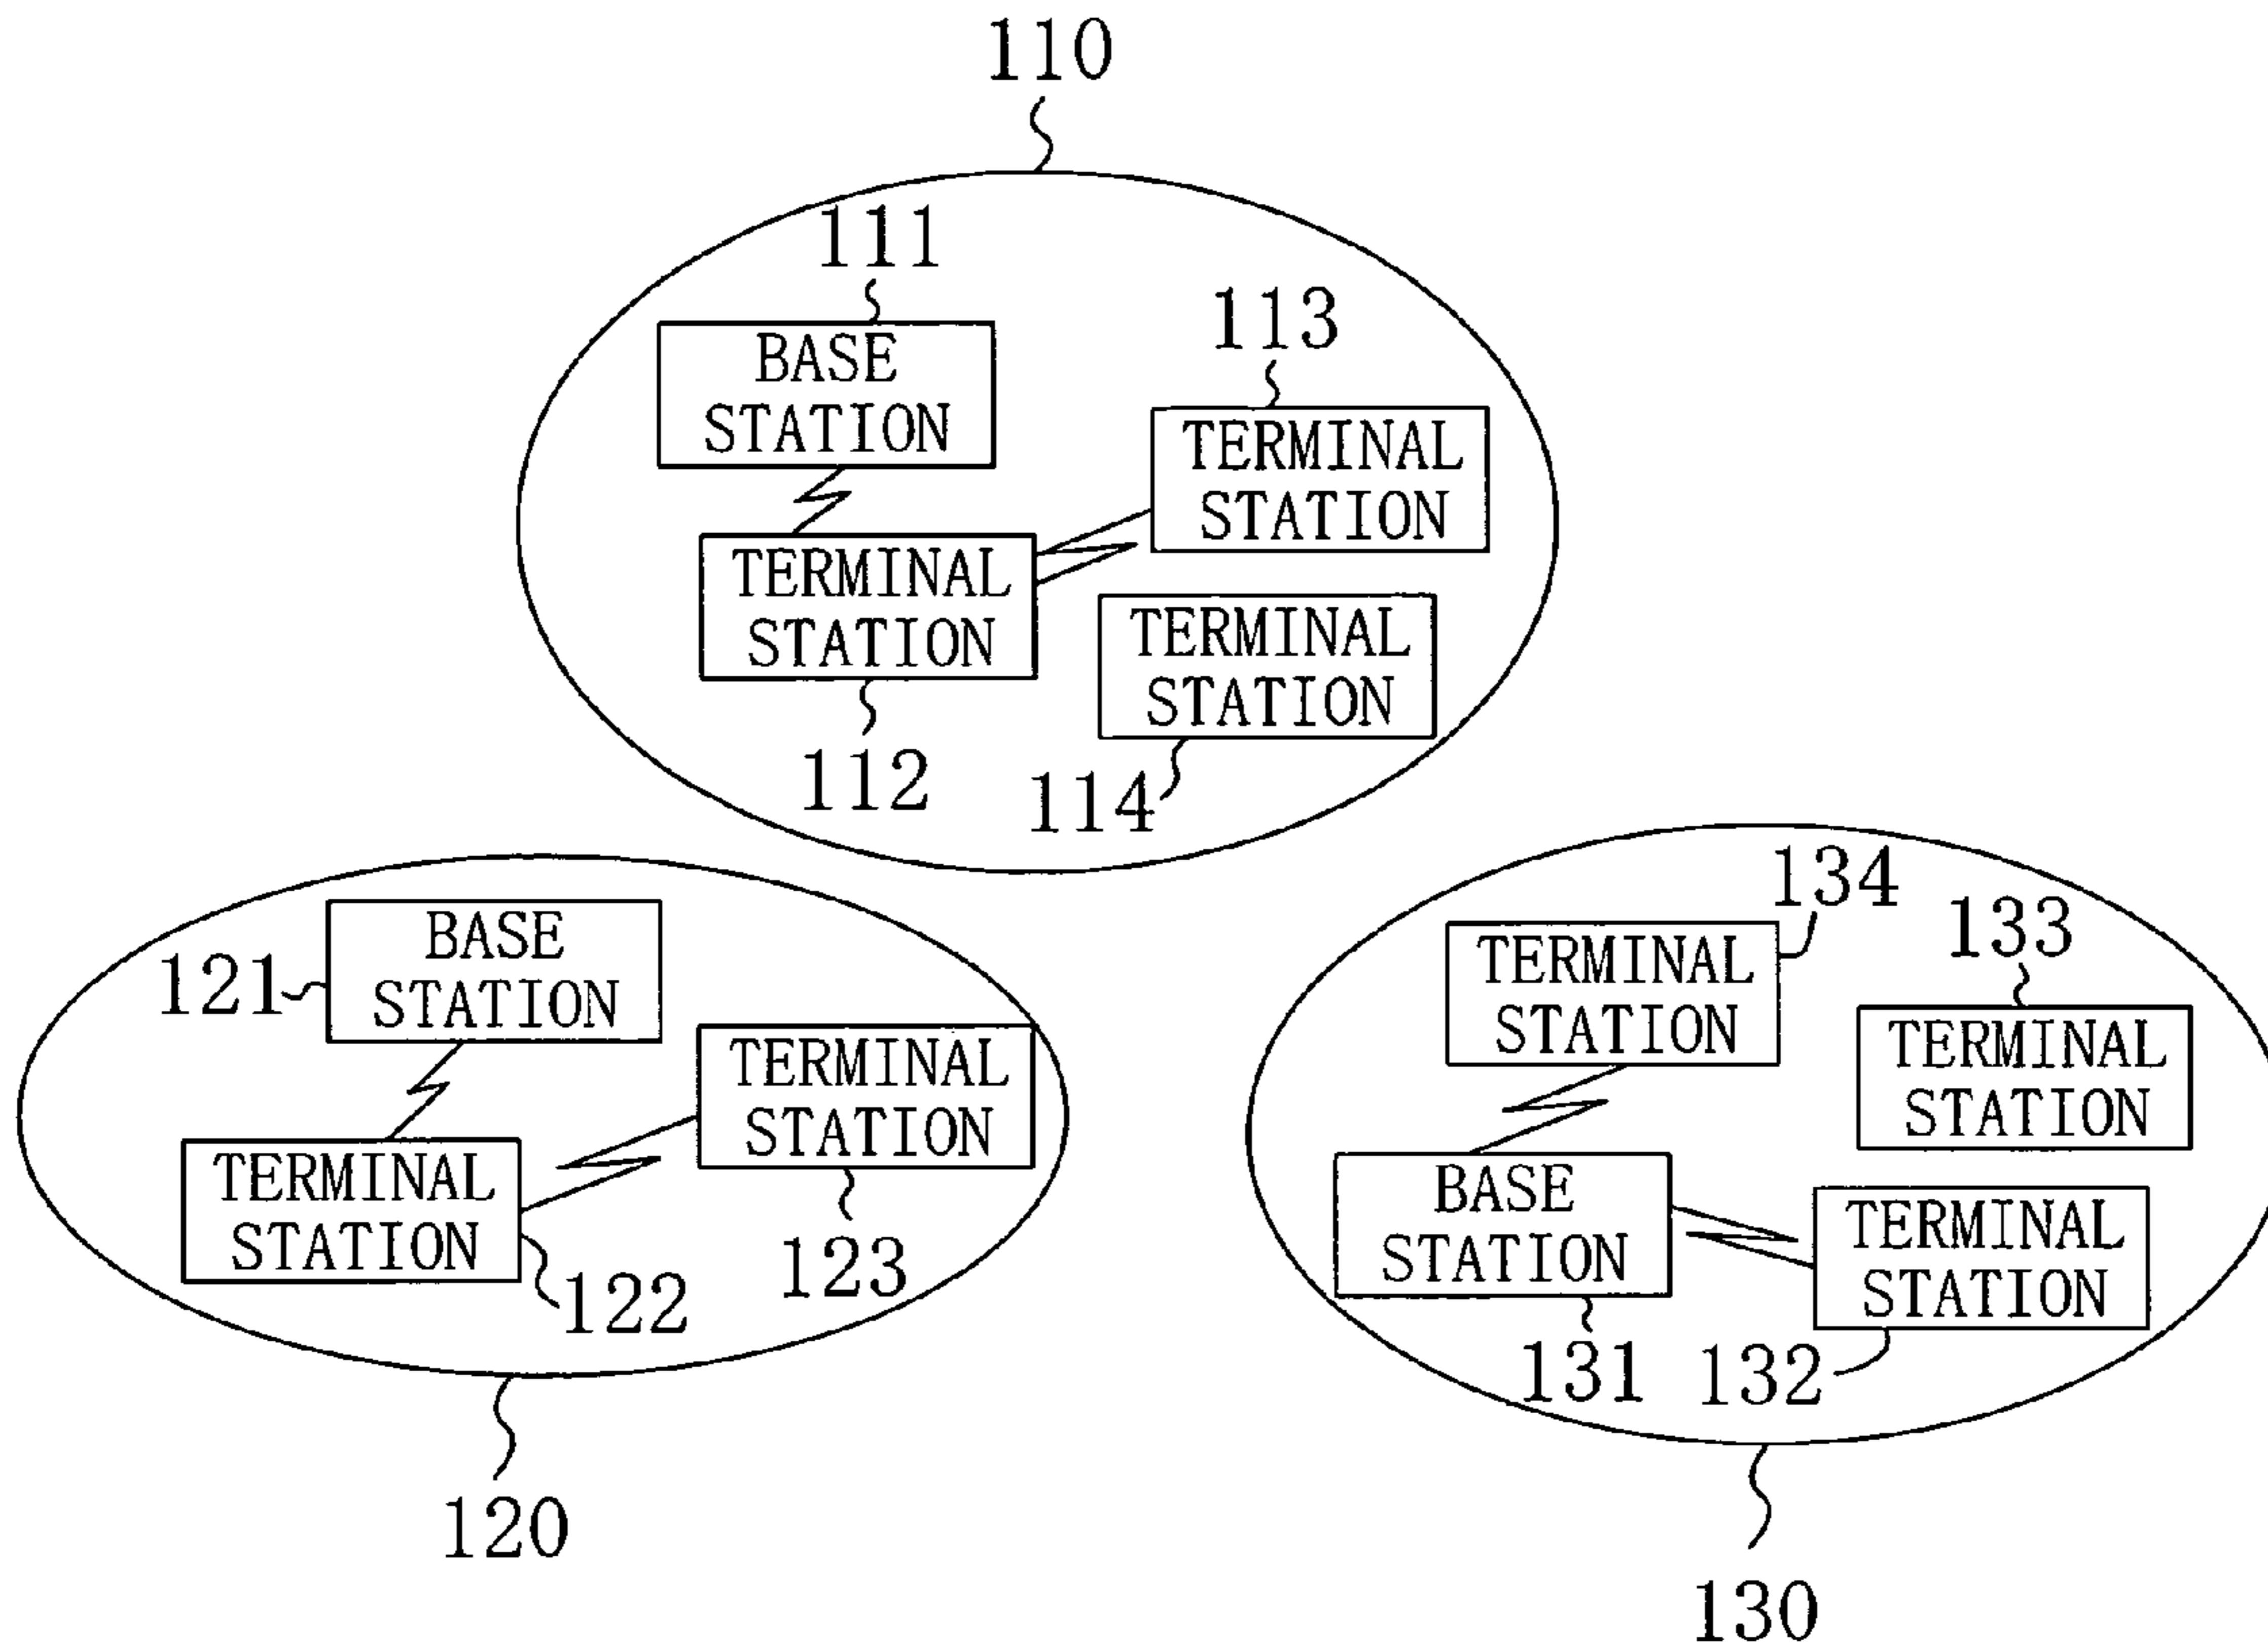 110
111
BASE
STATION
113
TERMINAL
STATION
TERMINAL
STATION
112
TERMINAL
STATION
114
BASE
STATION
121
TERMINAL
STATION
123
TERMINAL
STATION
122
120
134
TERMINAL
STATION
133
TERMINAL
STATION
BASE
STATION
131
TERMINAL
STATION
132
130